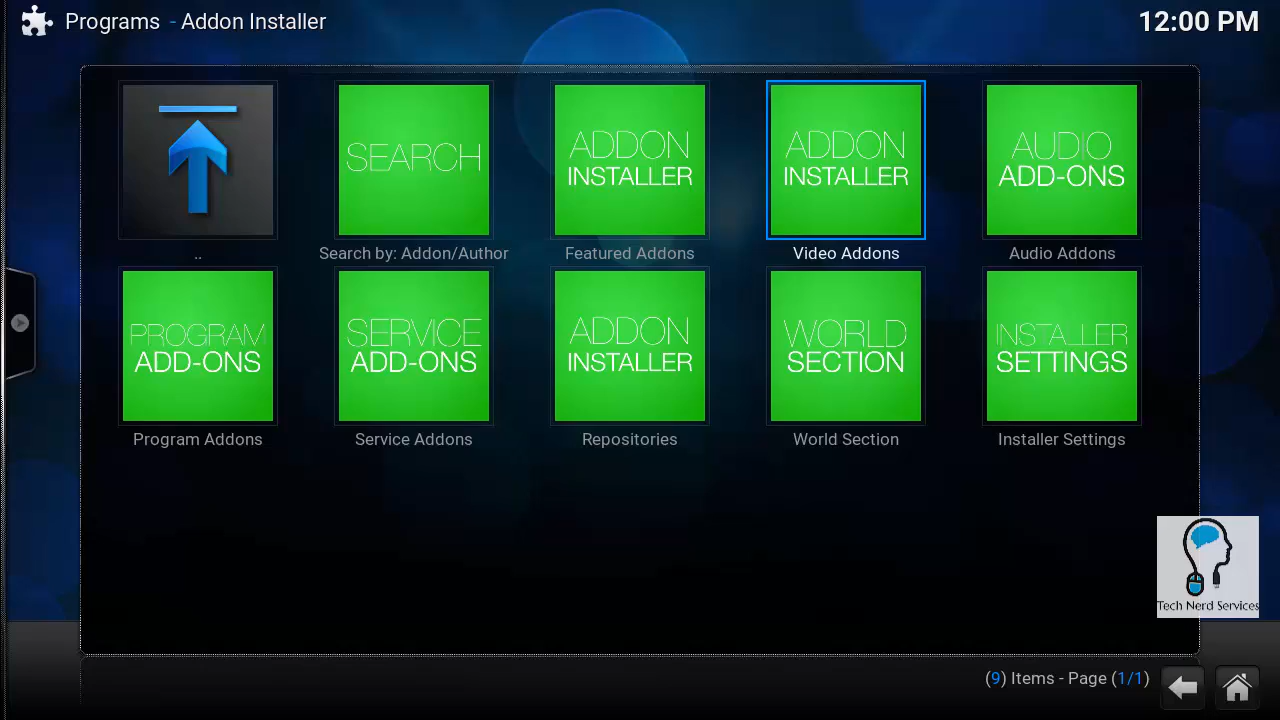 Programs - Addon Installer
12:00 PM
SEARCH
ADDON
INSTALLER
ADDON
INSTALLER
AUDIO
ADD-ONS
..
Search by: Addon/Author
Featured Addons
Video Addons
Audio Addons
PROGRAM
ADD-ONS
SERVICE
ADD-ONS
ADDON
INSTALLER
WORLD
SECTION
INSTALLER
SETTINGS
Program Addons
Service Addons
Repositories
World Section
Installer Settings
Tech Nerd Services
(9) Items - Page (1/1)